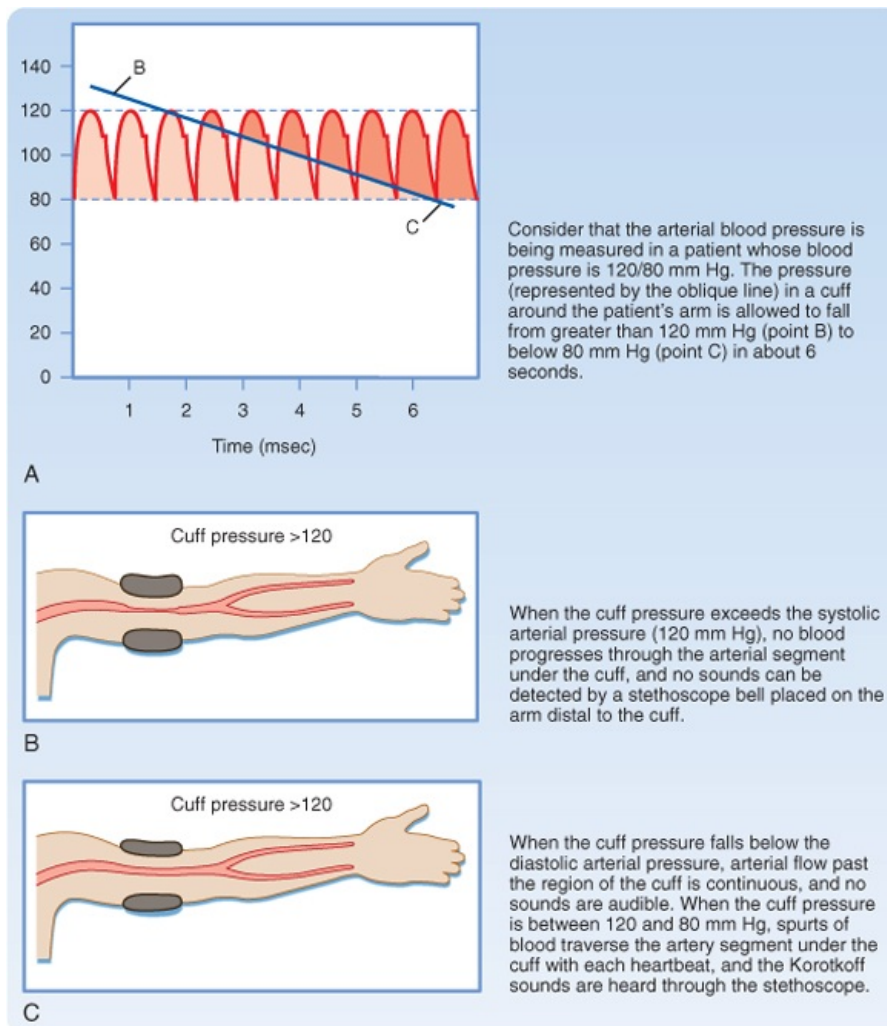 140
120
100
80
60
40
20
0
B
C
1 2 3 4 5 6
Time (msec)
A
Consider that the arterial blood pressure is
being measured in a patient whose blood
pressure is 120/80 mm Hg. The pressure
(represented by the oblique line) in a cuff
around the patient's arm is allowed to fall
from greater than 120 mm Hg (point B) to
below 80 mm Hg (point C) in about 6
seconds.
Cuff pressure >120
B
When the cuff pressure exceeds the systolic
arterial pressure (120 mm Hg), no blood
progresses through the arterial segment
under the cuff, and no sounds can be
detected by a stethoscope bell placed on the
arm distal to the cuff.
Cuff pressure >120
C
When the cuff pressure falls below the
diastolic arterial pressure, arterial flow past
the region of the cuff is continuous, and no
sounds are audible. When the cuff pressure
is between 120 and 80 mm Hg, spurts of
blood traverse the artery segment under the
cuff with each heartbeat, and the Korotkoff
sounds are heard through the stethoscope.